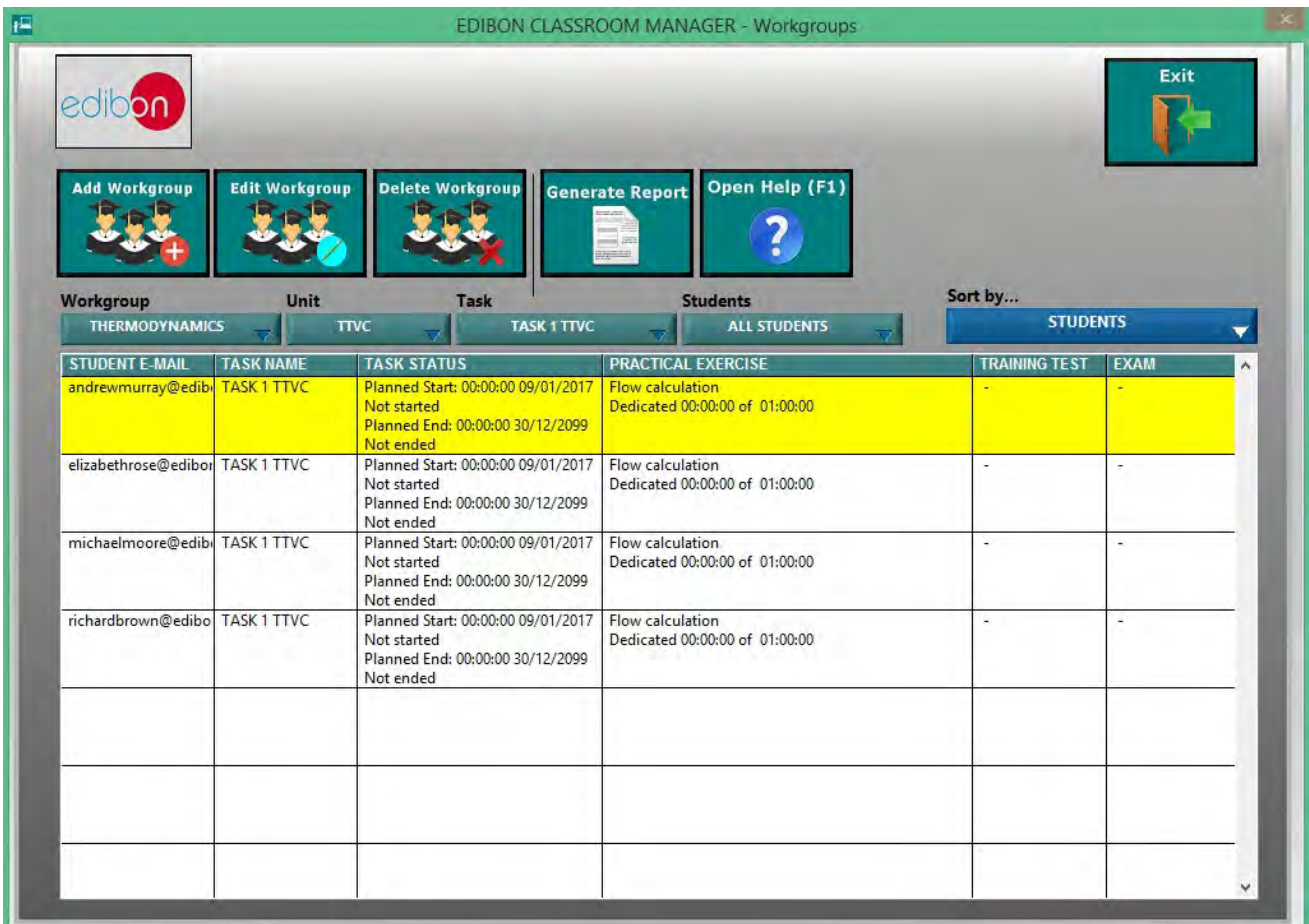 EDIBON CLASSROOM MANAGER - Workgroups
edibon
Exit
Add Workgroup
Edit Workgroup
Delete Workgroup
Generate Report
Open Help (F1)
Workgroup
Unit
Task
Students
Sort by...
THERMODYNAMICS
TTVC
TASK 1 TTVC
ALL STUDENTS
STUDENTS
STUDENT E-MAIL
TASK NAME
TASK STATUS
PRACTICAL EXERCISE
TRAINING TEST
EXAM
andrewmurray@edib
TASK 1 TTVC
Planned Start: 00:00:00 09/01/2017
Not started
Planned End: 00:00:00 30/12/2099
Not ended
Flow calculation
Dedicated 00:00:00 of 01:00:00
-
-
elizabethrose@edibor
TASK 1 TTVC
Planned Start: 00:00:00 09/01/2017
Not started
Planned End: 00:00:00 30/12/2099
Not ended
Flow calculation
Dedicated 00:00:00 of 01:00:00
-
-
michaelmoore@edib
TASK 1 TTVC
Planned Start: 00:00:00 09/01/2017
Not started
Planned End: 00:00:00 30/12/2099
Not ended
Flow calculation
Dedicated 00:00:00 of 01:00:00
-
-
richardbrown@edibo
TASK 1 TTVC
Planned Start: 00:00:00 09/01/2017
Not started
Planned End: 00:00:00 30/12/2099
Not ended
Flow calculation
Dedicated 00:00:00 of 01:00:00
-
-